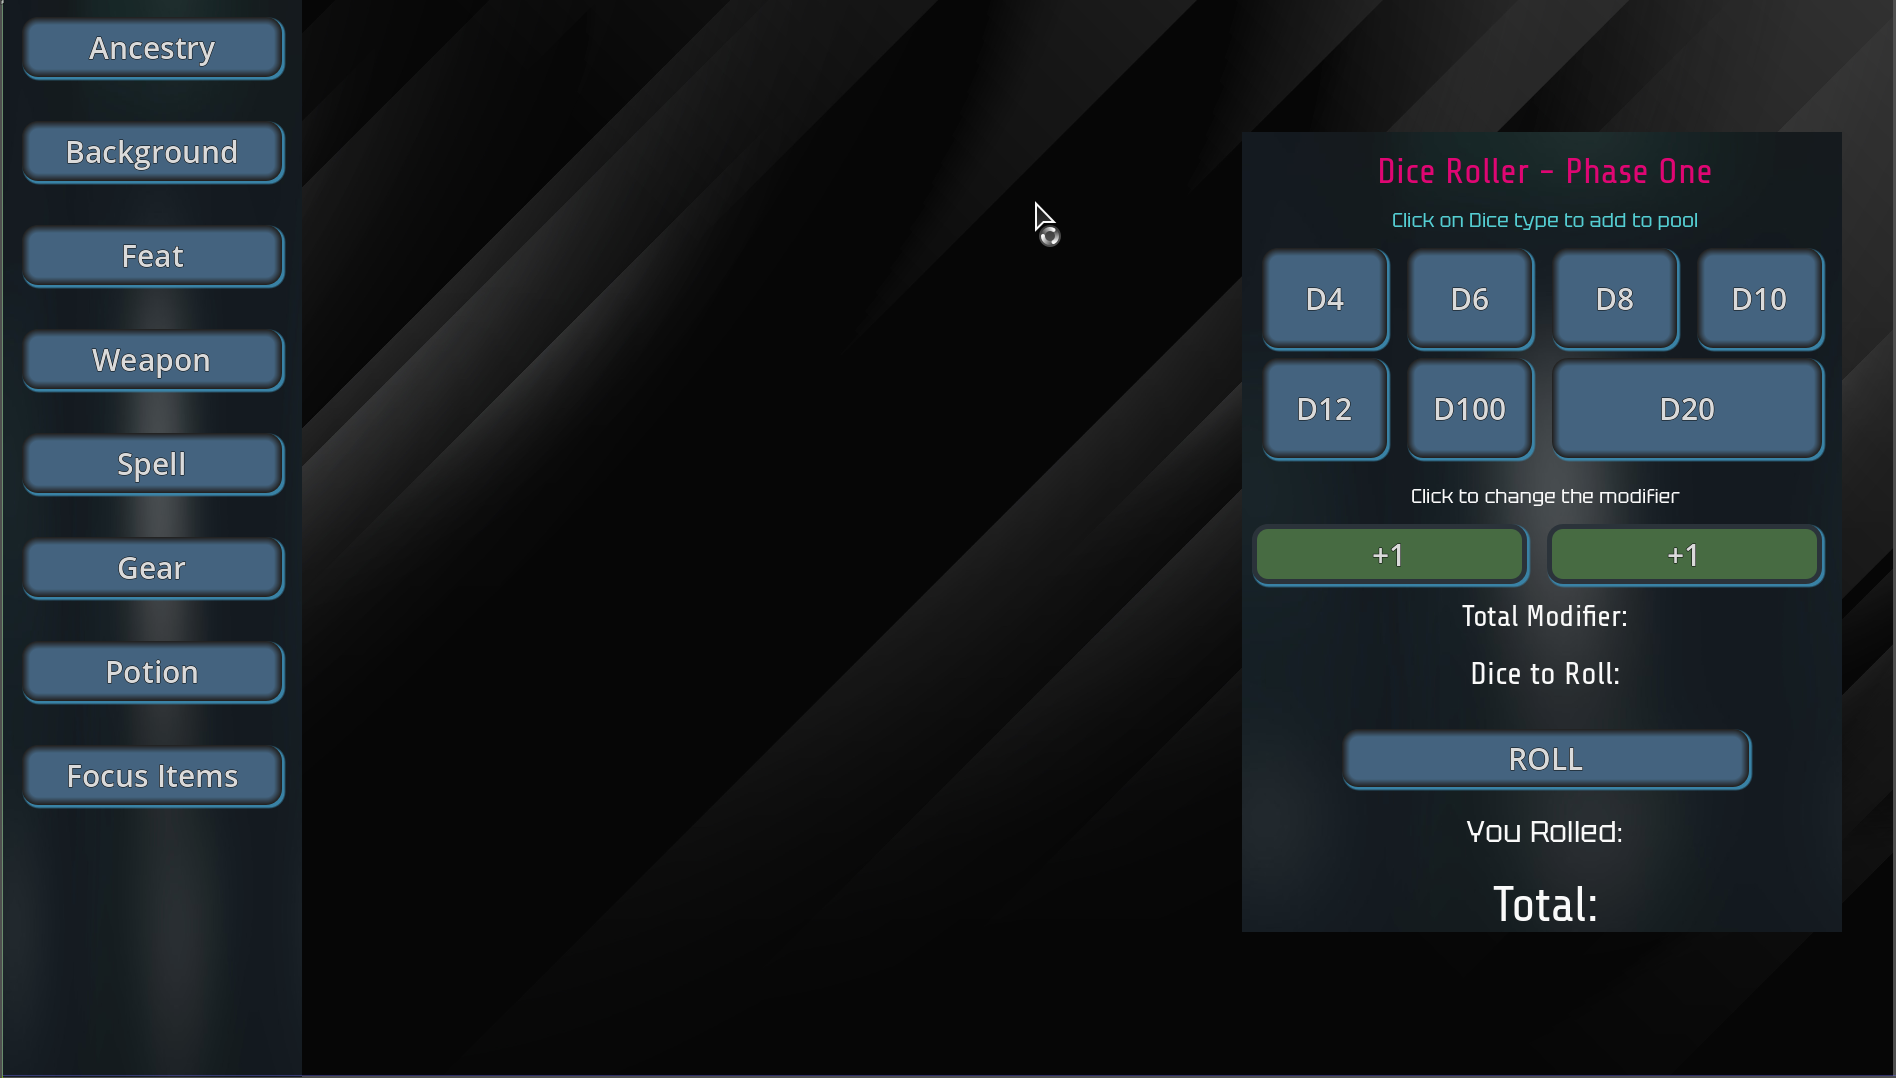 Ancestry
Background
Feat
Weapon
Spell
Gear
Potion
Focus Items
Dice Roller - Phase One
Click on Dice type to add to pool
D4 D6 D8 D10
D12 D100 D20
Click to change the modifier
+1 +1
Total Modifier:
Dice to Roll:
ROLL
You Rolled:
Total: